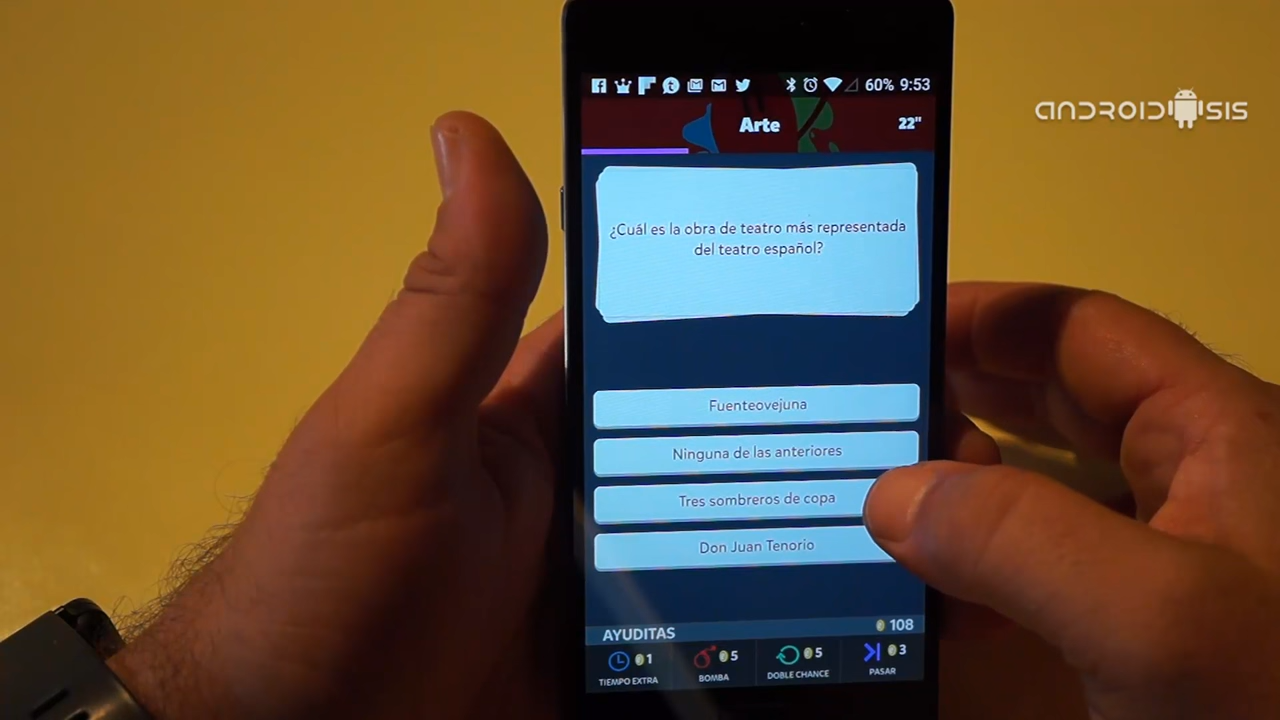 60% 9:53
ANDROIDSIS
Arte
22"
¿Cuál es la obra de teatro más representada
del teatro español?
Fuenteovejuna
Ninguna de las anteriores
Tres sombreros de copa
Don Juan Tenorio
AYUDITAS
108
1
5
5
3
TIEMPO EXTRA
BOMBA
DOBLE CHANCE
PASAR